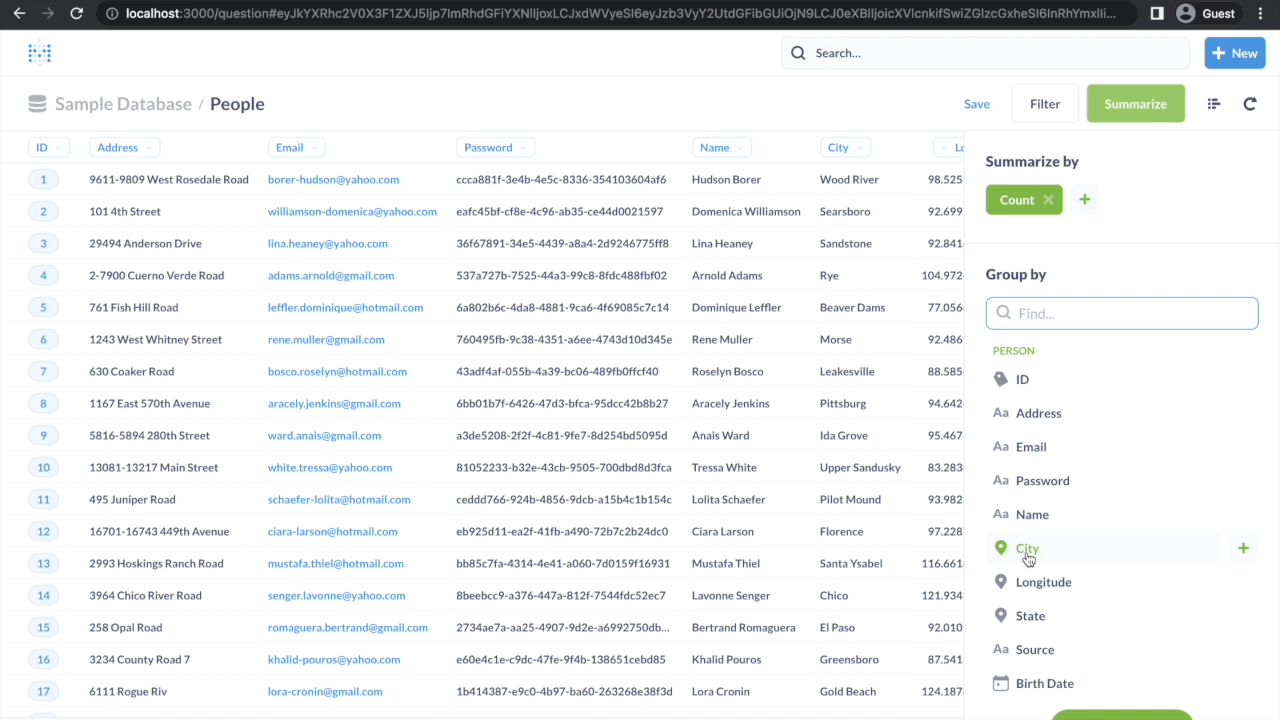 localhost:3000/question#eyJkYXRhc2V0X3F1ZXJ5Ijp7ImRhdGFiYXNlIjoxLCJxdWVyeSI6eyJzb3VyY2UtdGFibGUiOjN9LCJ0eXBlIjoicXVlcnkifSwiZGlzcGxheSI6InRhYmxlIi...
Guest
Search...
+ New
Sample Database / People
Save Filter Summarize
ID Address Email Password Name City Lo
1 9611-9809 West Rosedale Road borer-hudson@yahoo.com ccca881f-3e4b-4e5c-8336-354103604af6 Hudson Borer Wood River 98.525
2 101 4th Street williamson-domenica@yahoo.com eafc45bf-cf8e-4c96-ab35-ce44d0021597 Domenica Williamson Searsboro 92.699
3 29494 Anderson Drive lina.heaney@yahoo.com 36f67891-34e5-4439-a8a4-2d9246775ff8 Lina Heaney Sandstone 92.841
4 2-7900 Cuerno Verde Road adams.arnold@gmail.com 537a727b-7525-44a3-99c8-8fdc488fbf02 Arnold Adams Rye 104.972
5 761 Fish Hill Road leffler.dominique@hotmail.com 6a802b6c-4da8-4881-9ca6-4f69085c7c14 Dominique Leffler Beaver Dams 77.056
6 1243 West Whitney Street rene.muller@gmail.com 760495fb-9c38-4351-a6ee-4743d10d345e Rene Muller Morse 92.486
7 630 Coaker Road bosco.roselyn@hotmail.com 43adf4af-055b-4a39-bc06-489fb0ffcf40 Roselyn Bosco Leakesville 88.585
8 1167 East 570th Avenue aracely.jenkins@gmail.com 6bb01b7f-6426-47d3-bfca-95dcc42b8b27 Aracely Jenkins Pittsburg 94.642
9 5816-5894 280th Street ward.anais@gmail.com a3de5208-2f2f-4c81-9fe7-8d254bd5095d Anais Ward Ida Grove 95.467
10 13081-13217 Main Street white.tressa@yahoo.com 81052233-b32e-43cb-9505-700dbd8d3fca Tressa White Upper Sandusky 83.283
11 495 Juniper Road schaefer-lolita@hotmail.com ceddd766-924b-4856-9dcb-a15b4c1b154c Lolita Schaefer Pilot Mound 93.982
12 16701-16743 449th Avenue ciara-larson@hotmail.com eb925d11-ea2f-41fb-a490-72b7c2b24dc0 Ciara Larson Florence 97.228
13 2993 Hoskings Ranch Road mustafa.thiel@hotmail.com bb85c7fa-4314-4e41-a060-7d0159f16931 Mustafa Thiel Santa Ysabel 116.661
14 3964 Chico River Road senger.lavonne@yahoo.com 8beebcc9-a376-447a-812f-7544fdc52ec7 Lavonne Senger Chico 121.934
15 258 Opal Road romaguera.bertrand@gmail.com 2734ae7a-aa25-4907-9d2e-a6992750db... Bertrand Romaguera El Paso 92.010
16 3234 County Road 7 khalid-pouros@yahoo.com e60e4c1e-c9dc-47fe-9f4b-138651cebd85 Khalid Pouros Greensboro 87.541
17 6111 Rogue Riv lora-cronin@gmail.com 1b414387-e9c0-4b97-ba60-263268e38f3d Lora Cronin Gold Beach 124.187
Summarize by
Count
Group by
Find...
PERSON
ID
Aa Address
Aa Email
Aa Password
Aa Name
City
Longitude
State
Aa Source
Birth Date